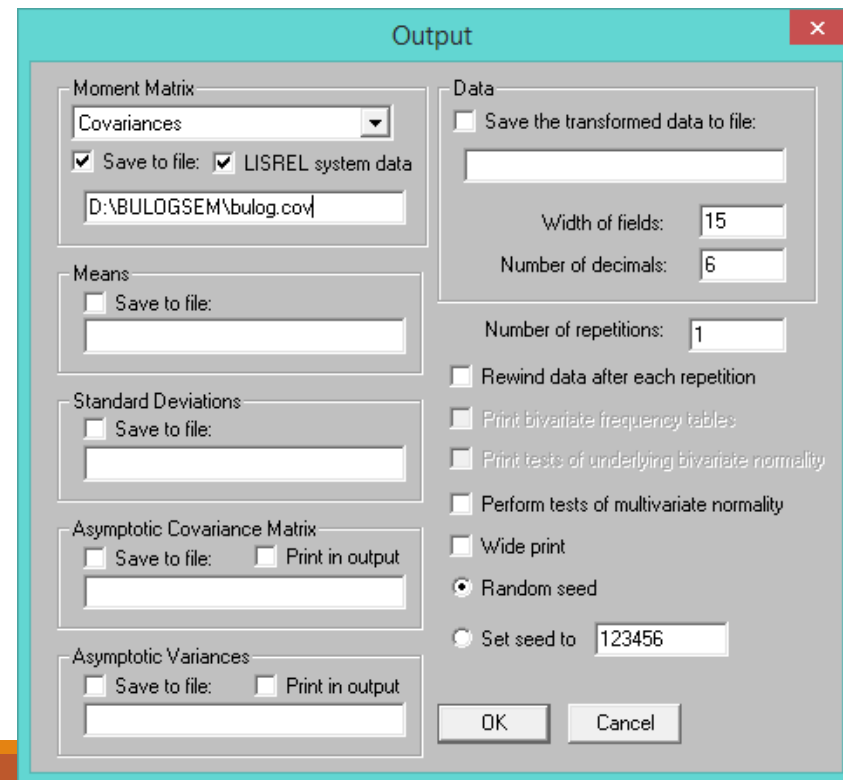 Output
Moment Matrix
Covariances
Save to file: LISREL system data
D:\BULOGSEM\bulog.cov
Means
Save to file:
Standard Deviations
Save to file:
Asymptotic Covariance Matrix
Save to file: Print in output
Asymptotic Variances
Save to file: Print in output
Data
Save the transformed data to file:
Width of fields: 15
Number of decimals: 6
Number of repetitions: 1
Rewind data after each repetition
Print bivariate frequency tables
Print tests of underlying bivariate normality
Perform tests of multivariate normality
Wide print
Random seed
Set seed to 123456
OK Cancel